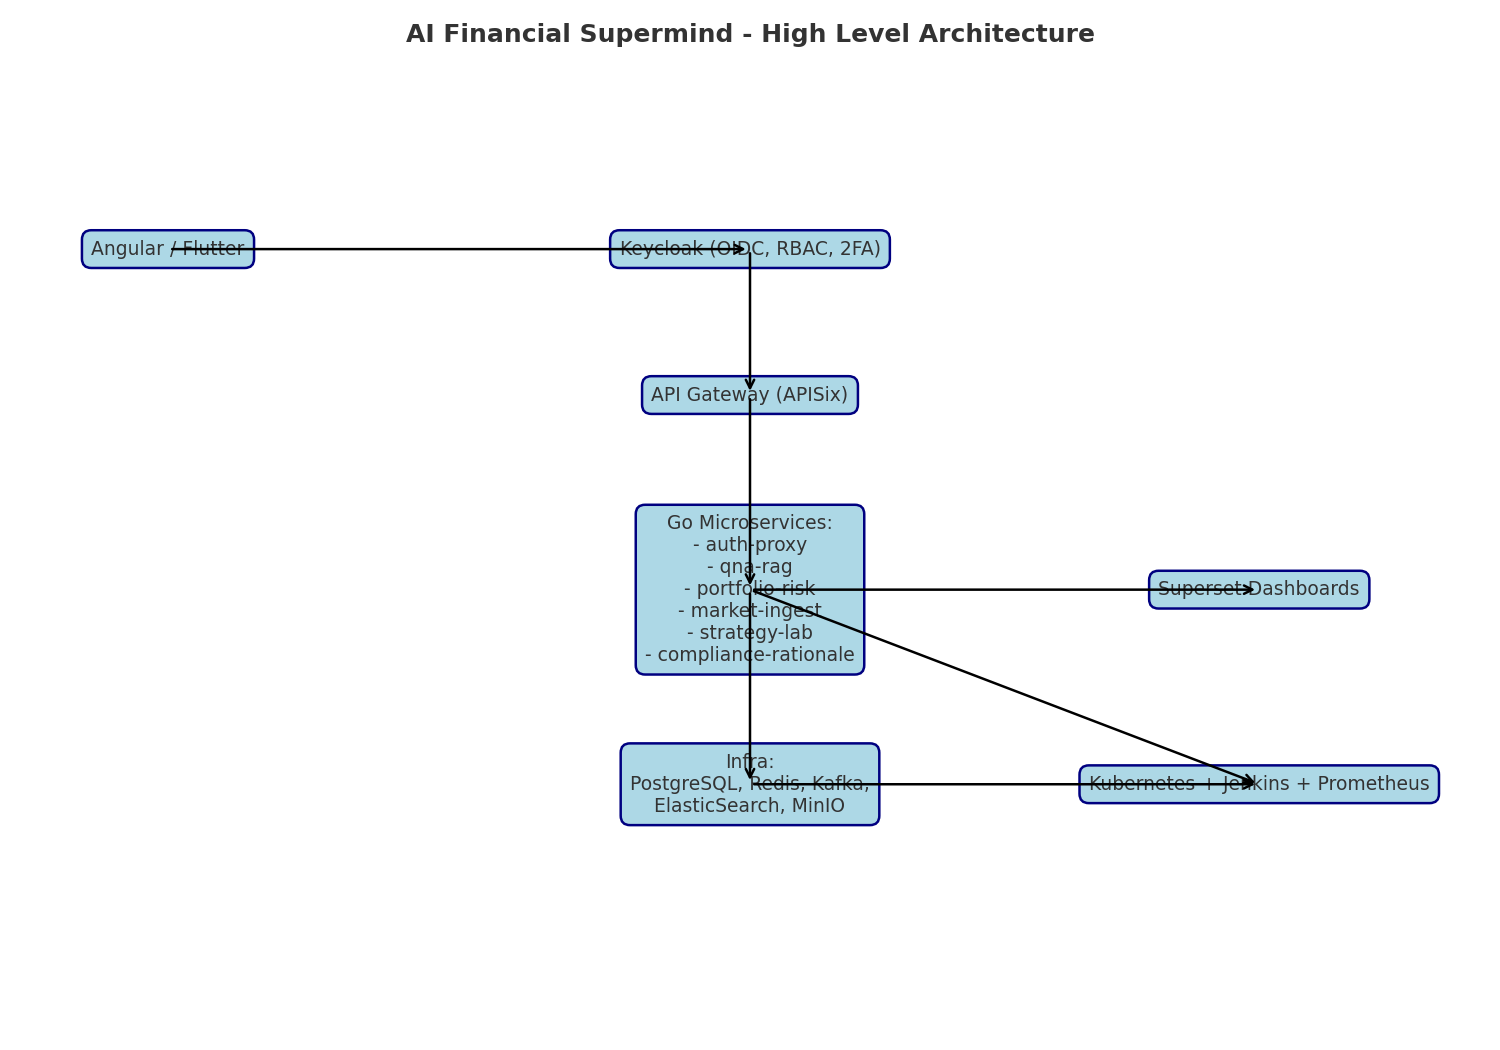 AI Financial Supermind - High Level Architecture
Angular / Flutter
Keycloak (OIDC, RBAC, 2FA)
API Gateway (APISix)
Go Microservices:
- auth-proxy
- qna-rag
- portfolio-risk
- market-ingest
- strategy-lab
- compliance-rationale
Superset Dashboards
Infra:
PostgreSQL, Redis, Kafka,
ElasticSearch, MinIO
Kubernetes + Jenkins + Prometheus